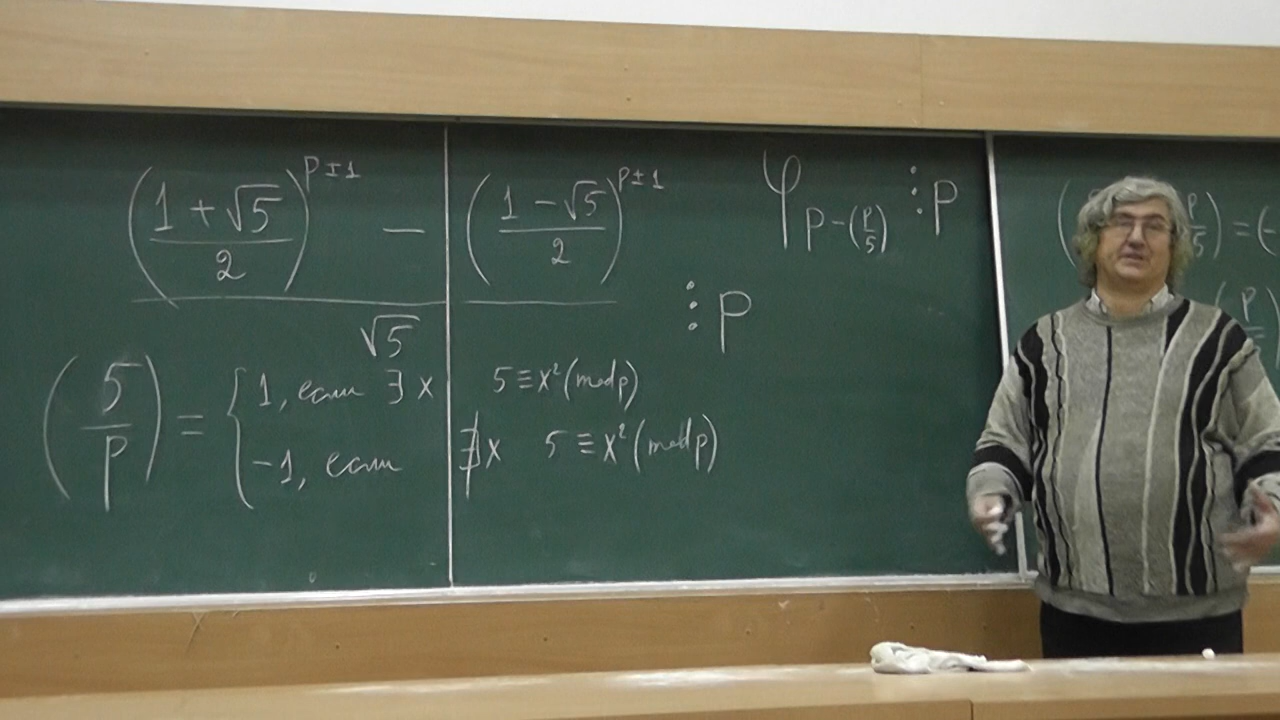 ((1+√5)/2)^(p±1) − ((1−√5)/2)^(p±1)
√5
⋮ p
φ_(p−(p/5)) ⋮ p
(5/p) = { 1, если ∃ x 5 ≡ x² (mod p)
−1, если ∄x 5 ≡ x² (mod p)